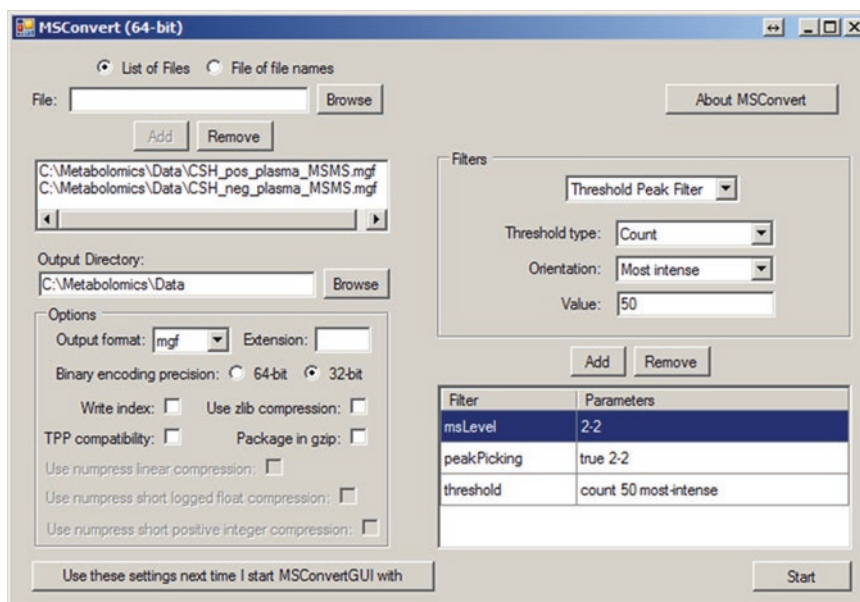 MSConvert (64-bit)
List of Files File of file names
File: Browse
Add Remove
C:\Metabolomics\Data\CSH_pos_plasma_MSMS.mgf
C:\Metabolomics\Data\CSH_neg_plasma_MSMS.mgf
Output Directory:
C:\Metabolomics\Data Browse
Options
Output format: mgf Extension:
Binary encoding precision: 64-bit 32-bit
Write index: Use zlib compression:
TPP compatibility: Package in gzip:
Use numpress linear compression:
Use numpress short logged float compression:
Use numpress short positive integer compression:
Use these settings next time I start MSConvertGUI with
About MSConvert
Filters
Threshold Peak Filter
Threshold type: Count
Orientation: Most intense
Value: 50
Add Remove
Filter Parameters
msLevel 2-2
peakPicking true 2-2
threshold count 50 most-intense
Start